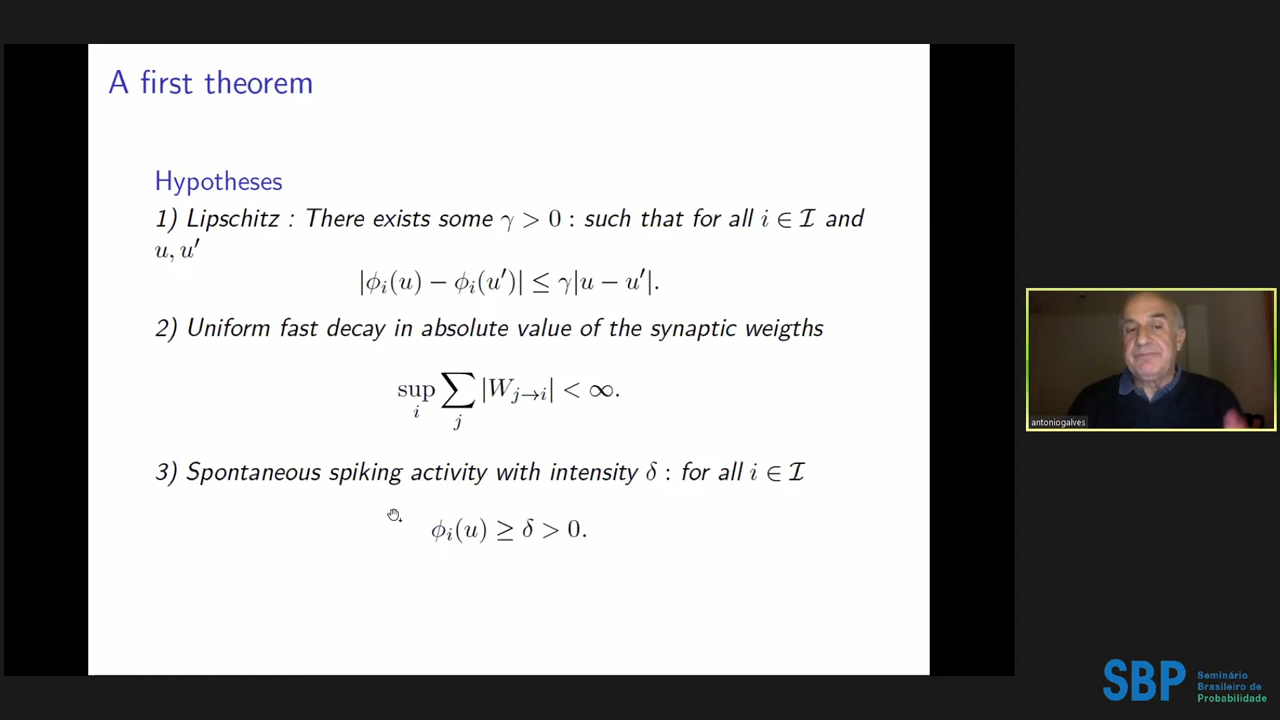 A first theorem
Hypotheses
1) Lipschitz : There exists some γ > 0 : such that for all i ∈ I and
u, u′
|ϕᵢ(u) − ϕᵢ(u′)| ≤ γ|u − u′|.
2) Uniform fast decay in absolute value of the synaptic weigths
sup_i ∑_j |W_{j→i}| < ∞.
3) Spontaneous spiking activity with intensity δ : for all i ∈ I
ϕᵢ(u) ≥ δ > 0.
antoniogalves
SBP
Seminário
Brasileiro de
Probabilidade